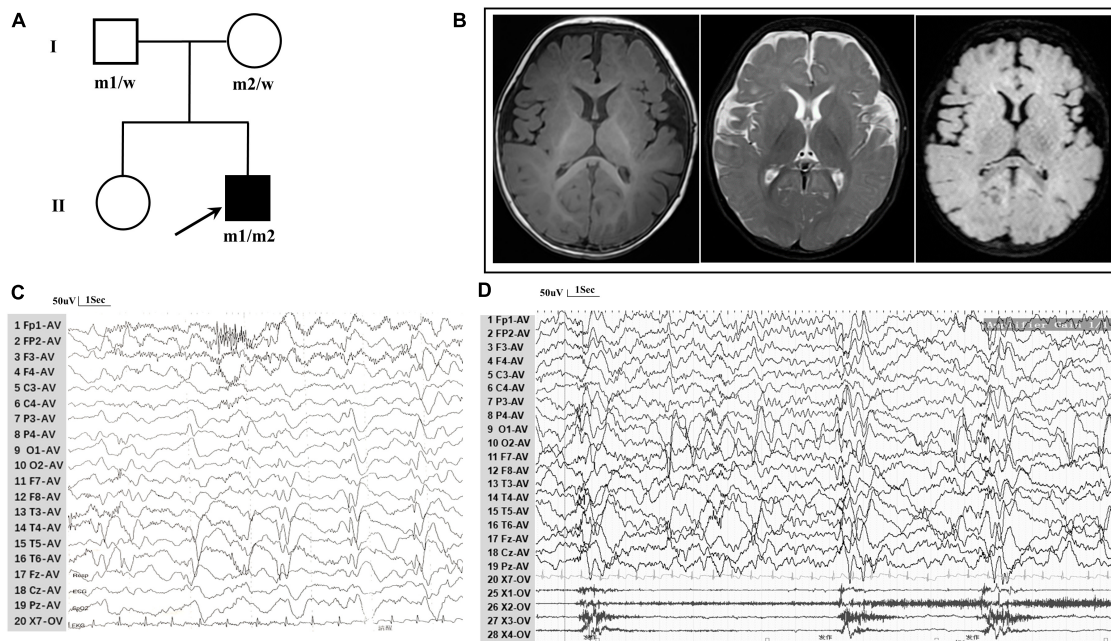 A
I
m1/w
m2/w
II
m1/m2
B
C
50uV 1Sec
1 Fp1-AV
2 FP2-AV
3 F3-AV
4 F4-AV
5 C3-AV
6 C4-AV
7 P3-AV
8 P4-AV
9 O1-AV
10 O2-AV
11 F7-AV
12 F8-AV
13 T3-AV
14 T4-AV
15 T5-AV
16 T6-AV
17 Fz-AV
18 Cz-AV
19 Pz-AV
20 X7-OV
Resp
ECG
SpO2
EKG
D
50uV 1Sec
1 Fp1-AV
2 FP2-AV
3 F3-AV
4 F4-AV
5 C3-AV
6 C4-AV
7 P3-AV
8 P4-AV
9 O1-AV
10 O2-AV
11 F7-AV
12 F8-AV
13 T3-AV
14 T4-AV
15 T5-AV
16 T6-AV
17 Fz-AV
18 Cz-AV
19 Pz-AV
20 X7-OV
25 X1-OV
26 X2-OV
27 X3-OV
28 X4-OV
发作
发作
发作